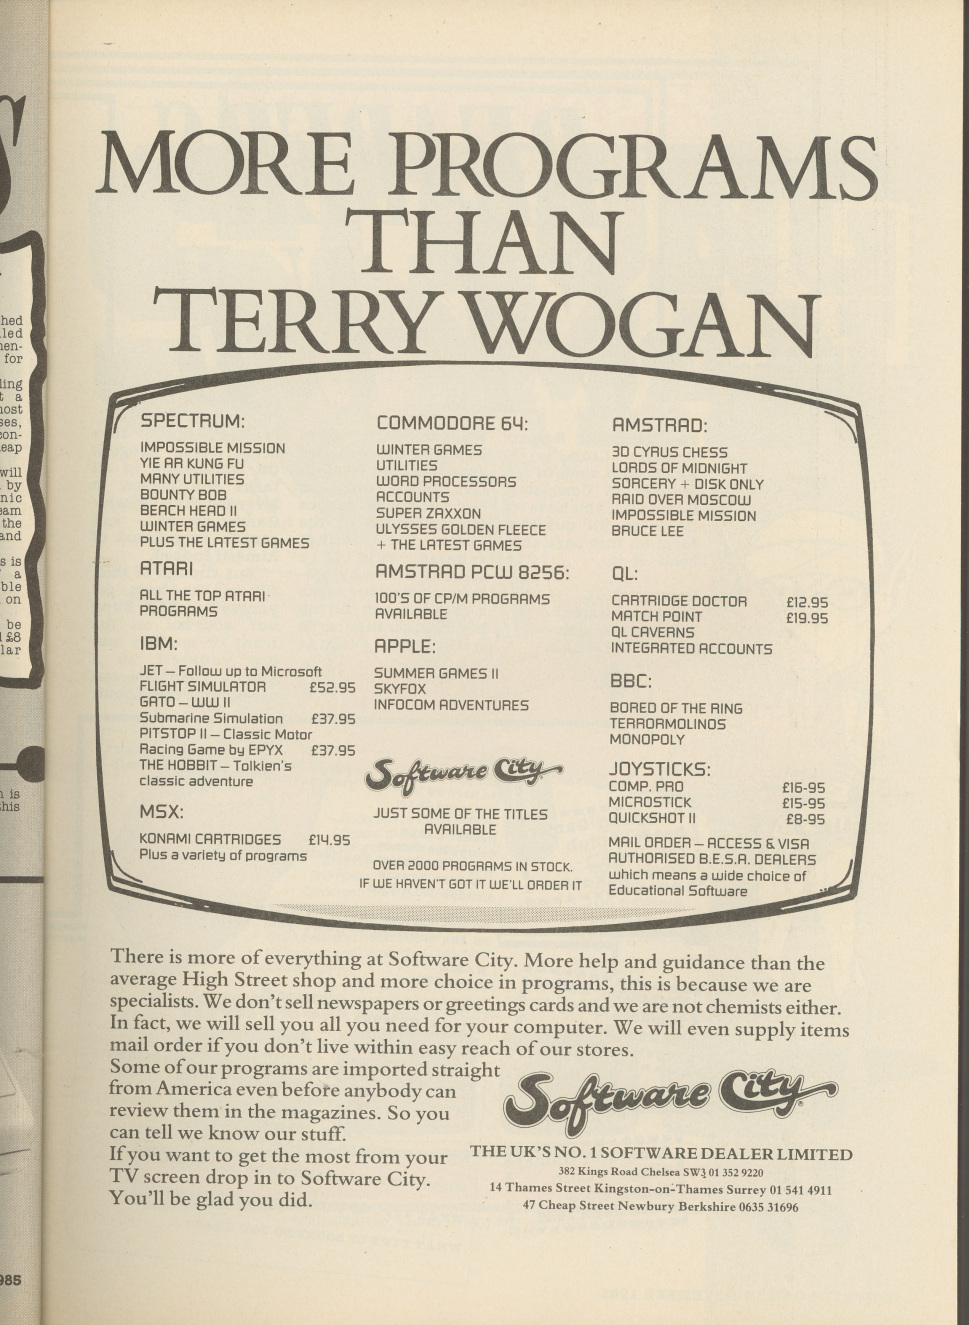 MORE PROGRAMS
THAN
TERRY WOGAN
SPECTRUM:
IMPOSSIBLE MISSION
YIE AR KUNG FU
MANY UTILITIES
BOUNTY BOB
BEACH HEAD II
WINTER GAMES
PLUS THE LATEST GAMES
ATARI
ALL THE TOP ATARI
PROGRAMS
IBM:
JET – Follow up to Microsoft
FLIGHT SIMULATOR £52.95
GATO – WW II
Submarine Simulation £37.95
PITSTOP II – Classic Motor
Racing Game by EPYX £37.95
THE HOBBIT – Tolkien's
classic adventure
MSX:
KONAMI CARTRIDGES £14.95
Plus a variety of programs
COMMODORE 64:
WINTER GAMES
UTILITIES
WORD PROCESSORS
ACCOUNTS
SUPER ZAXXON
ULYSSES GOLDEN FLEECE
+ THE LATEST GAMES
AMSTRAD PCW 8256:
100'S OF CP/M PROGRAMS
AVAILABLE
APPLE:
SUMMER GAMES II
SKYFOX
INFOCOM ADVENTURES
Software City
JUST SOME OF THE TITLES
AVAILABLE
OVER 2000 PROGRAMS IN STOCK.
IF WE HAVEN'T GOT IT WE'LL ORDER IT
AMSTRAD:
3D CYRUS CHESS
LORDS OF MIDNIGHT
SORCERY + DISK ONLY
RAID OVER MOSCOW
IMPOSSIBLE MISSION
BRUCE LEE
QL:
CARTRIDGE DOCTOR £12.95
MATCH POINT £19.95
QL CAVERNS
INTEGRATED ACCOUNTS
BBC:
BORED OF THE RING
TERRORMOLINOS
MONOPOLY
JOYSTICKS:
COMP. PRO £16-95
MICROSTICK £15-95
QUICKSHOT II £8-95
MAIL ORDER – ACCESS & VISA
AUTHORISED B.E.S.A. DEALERS
which means a wide choice of
Educational Software
There is more of everything at Software City. More help and guidance than the
average High Street shop and more choice in programs, this is because we are
specialists. We don't sell newspapers or greetings cards and we are not chemists either.
In fact, we will sell you all you need for your computer. We will even supply items
mail order if you don't live within easy reach of our stores.
Some of our programs are imported straight
from America even before anybody can
review them in the magazines. So you
can tell we know our stuff.
If you want to get the most from your
TV screen drop in to Software City.
You'll be glad you did.
Software City
THE UK'S NO. 1 SOFTWARE DEALER LIMITED
382 Kings Road Chelsea SW3 01 352 9220
14 Thames Street Kingston-on-Thames Surrey 01 541 4911
47 Cheap Street Newbury Berkshire 0635 31696